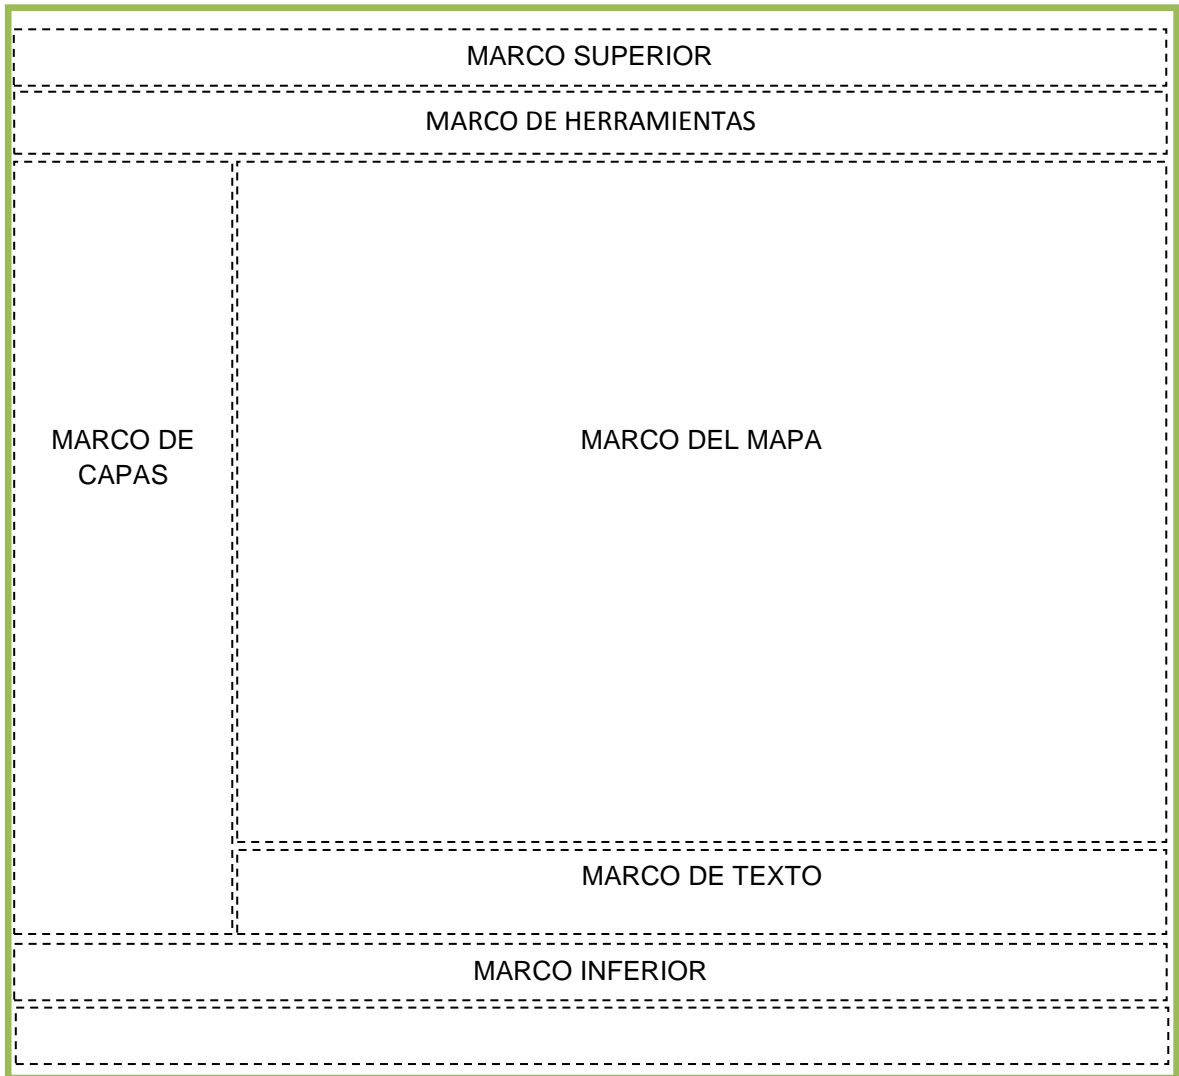 MARCO SUPERIOR
MARCO DE HERRAMIENTAS
MARCO DE
CAPAS
MARCO DEL MAPA
MARCO DE TEXTO
MARCO INFERIOR